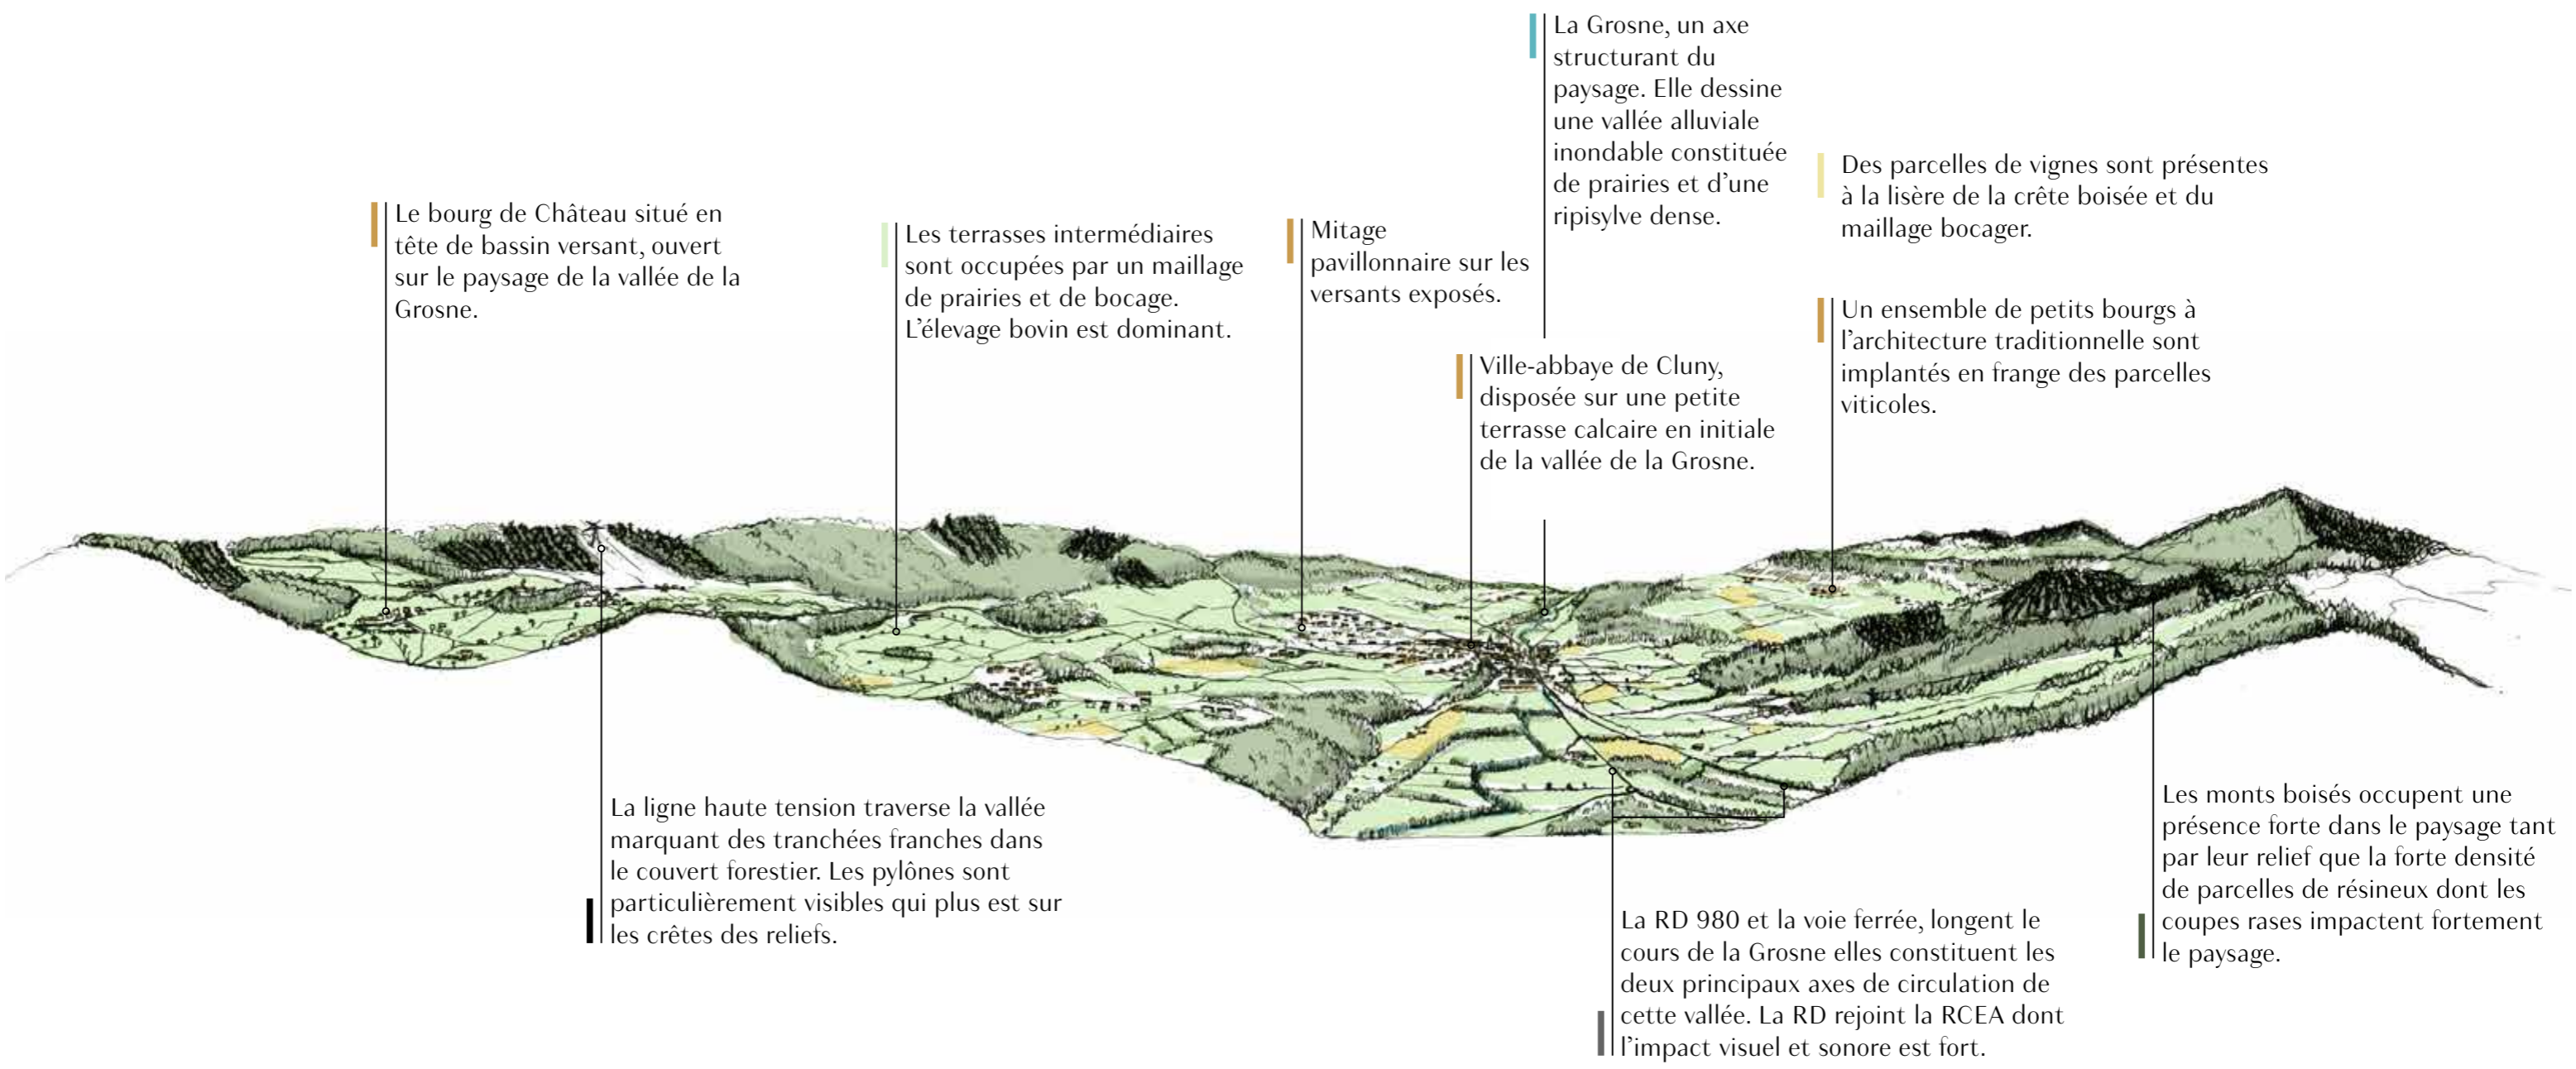 La Grosne, un axe
structurant du
paysage. Elle dessine
une vallée alluviale
inondable constituée
de prairies et d’une
ripisylve dense.
Des parcelles de vignes sont présentes
à la lisère de la crête boisée et du
maillage bocager.
Le bourg de Château situé en
tête de bassin versant, ouvert
sur le paysage de la vallée de la
Grosne.
Les terrasses intermédiaires
sont occupées par un maillage
de prairies et de bocage.
L’élevage bovin est dominant.
Mitage
pavillonnaire sur les
versants exposés.
Ville-abbaye de Cluny,
disposée sur une petite
terrasse calcaire en initiale
de la vallée de la Grosne.
Un ensemble de petits bourgs à
l’architecture traditionnelle sont
implantés en frange des parcelles
viticoles.
La ligne haute tension traverse la vallée
marquant des tranchées franches dans
le couvert forestier. Les pylônes sont
particulièrement visibles qui plus est sur
les crêtes des reliefs.
La RD 980 et la voie ferrée, longent le
cours de la Grosne elles constituent les
deux principaux axes de circulation de
cette vallée. La RD rejoint la RCEA dont
l’impact visuel et sonore est fort.
Les monts boisés occupent une
présence forte dans le paysage tant
par leur relief que la forte densité
de parcelles de résineux dont les
coupes rases impactent fortement
le paysage.